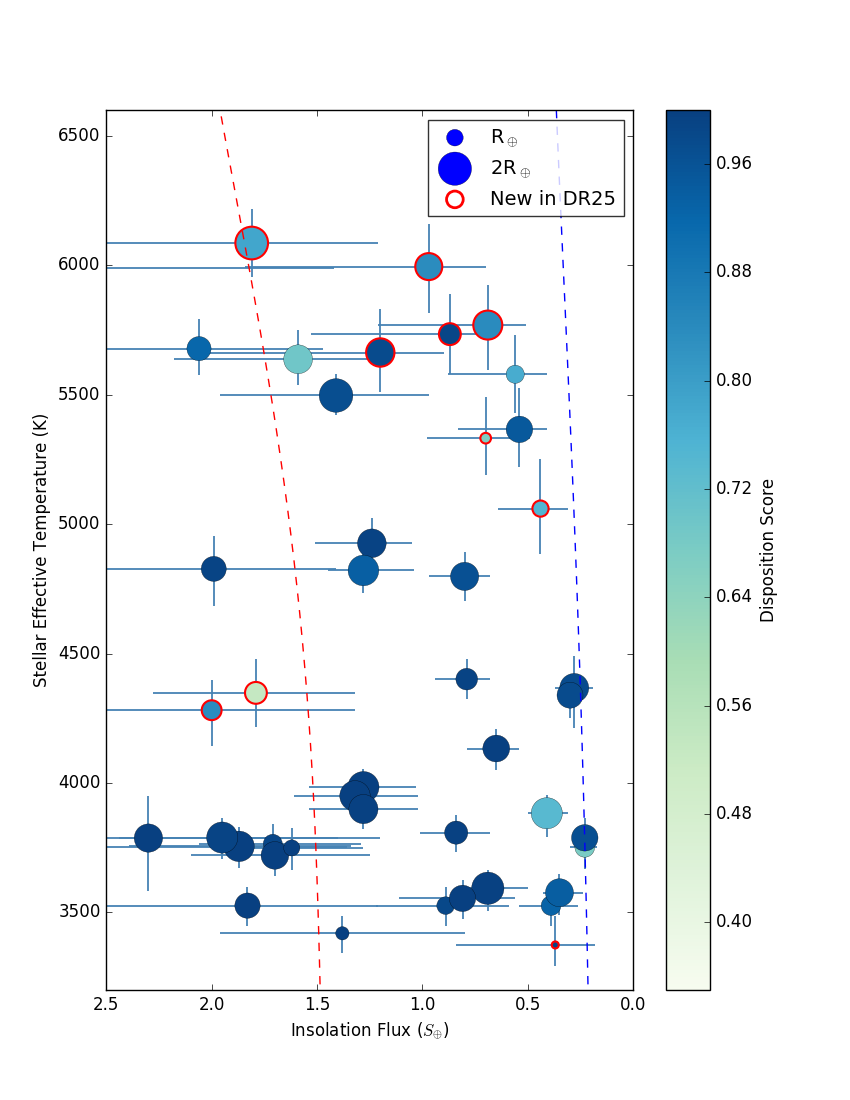 R⊕
2R⊕
New in DR25
6500
6000
5500
5000
4500
4000
3500
Stellar Effective Temperature (K)
2.5 2.0 1.5 1.0 0.5 0.0
Insolation Flux (S⊕)
0.96
0.88
0.80
0.72
0.64
0.56
0.48
0.40
Disposition Score